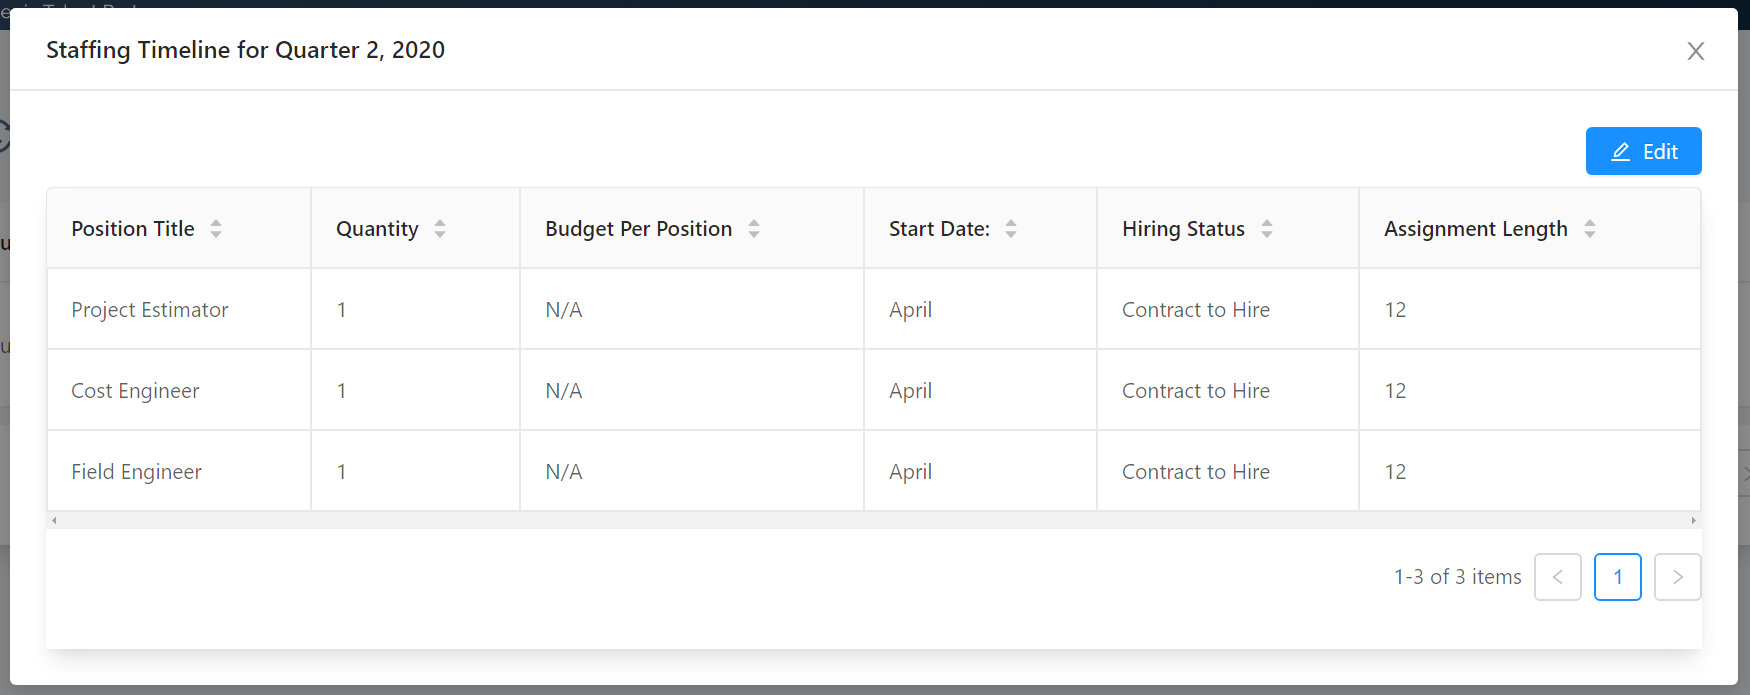 Staffing Timeline for Quarter 2, 2020
Edit
Position Title Quantity Budget Per Position Start Date: Hiring Status Assignment Length
Project Estimator 1 N/A April Contract to Hire 12
Cost Engineer 1 N/A April Contract to Hire 12
Field Engineer 1 N/A April Contract to Hire 12
1-3 of 3 items 1